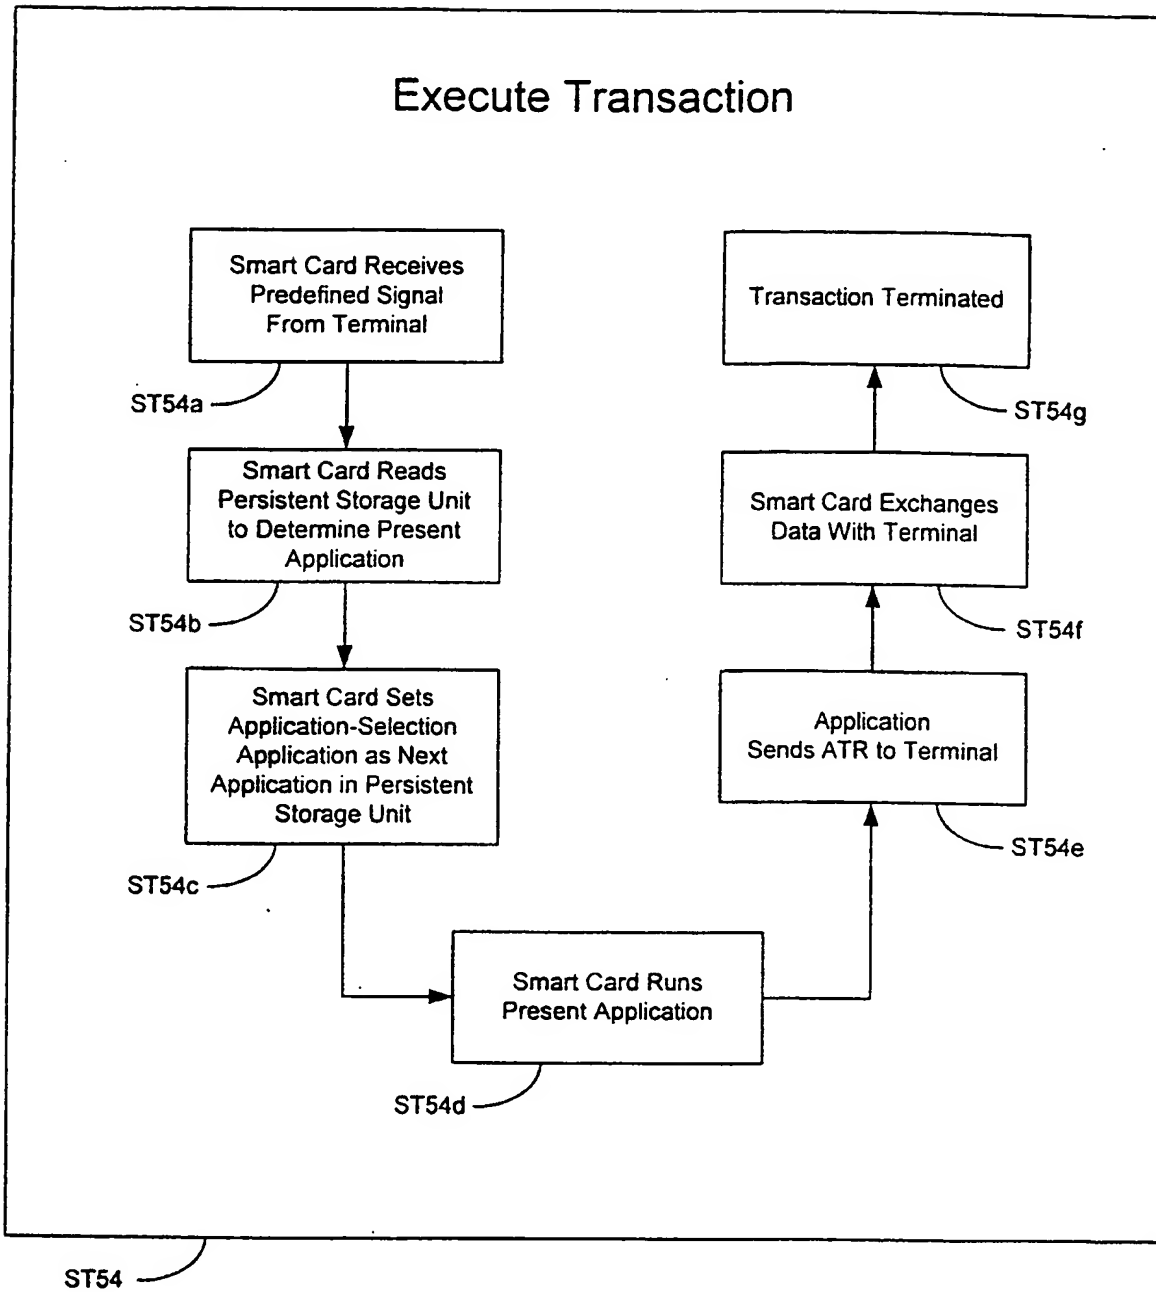 Execute Transaction
Smart Card Receives
Predefined Signal
From Terminal
ST54a
Smart Card Reads
Persistent Storage Unit
to Determine Present
Application
ST54b
Smart Card Sets
Application-Selection
Application as Next
Application in Persistent
Storage Unit
ST54c
Smart Card Runs
Present Application
ST54d
Application
Sends ATR to Terminal
ST54e
Smart Card Exchanges
Data With Terminal
ST54f
Transaction Terminated
ST54g
ST54